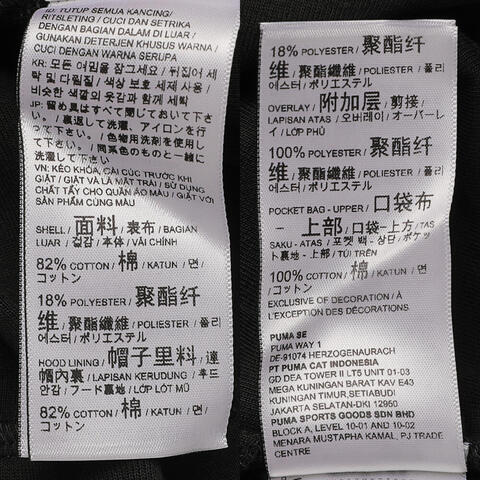 ID: TUTUP SEMUA KANCING/
RITSLETING / CUCI DAN SETRIKA
DENGAN BAGIAN DALAM DI LUAR /
GUNAKAN DETERJEN KHUSUS WARNA /
CUCI DENGAN WARNA SERUPA
KR: 모든 여밈을 잠그세요 / 뒤집어 세
탁 및 다림질 / 색상 보호 세제 사용 /
비슷한 색깔의 옷감과 함께 세탁
JP: 留め具はすべて閉じておいて下さ
い。/ 裏返して洗濯、アイロンを行っ
て下さい。/ 色物用洗剤をご使用くだ
さい。/ 同系色のものと一緒に
洗濯して下さい
VN: KÉO KHÓA, CÀI CÚC TRƯỚC KHI
GIẶT / GIẶT VÀ LÀ MẶT TRÁI / SỬ DỤNG
CHẤT TẨY CHO QUẦN ÁO MÀU / GIẶT VỚI
SẢN PHẨM CÙNG MÀU
SHELL / 面料 / 表布 / BAGIAN
LUAR / 겉감 / 本体 / VẢI CHÍNH
82% COTTON / 棉 / KATUN / 면 /
コットン
18% POLYESTER / 聚酯纤
维 / 聚酯纖維 / POLIESTER / 폴리
에스터 / ポリエステル
HOOD LINING / 帽子里料 / 連
帽內裏 / LAPISAN KERUDUNG / 후드
안감 / フード裏地 / LỚP LÓT MŨ
82% COTTON / 棉 / KATUN / 면 /
コットン
18% POLYESTER / 聚酯纤
维 / 聚酯纖維 / POLIESTER / 폴리
에스터 / ポリエステル
OVERLAY / 附加层 / 剪接 /
LAPISAN ATAS / 오버레이 / オーバーレ
イ / LỚP PHỦ
100% POLYESTER / 聚酯纤
维 / 聚酯纖維 / POLIESTER / 폴리
에스터 / ポリエステル
POCKET BAG - UPPER / 口袋布
- 上部 / 口袋 - 上方 / TAS
SAKU - ATAS / 포켓 백 - 상단 / ポケッ
ト裏地 - 上部 / TÚI TRÊN
100% COTTON / 棉 / KATUN / 면
/ コットン
EXCLUSIVE OF DECORATION / À
L'EXCEPTION DES DÉCORATIONS
PUMA SE
PUMA WAY 1
DE-91074 HERZOGENAURACH
PT PUMA CAT INDONESIA
GD DEA TOWER II LT5 UNIT 01-03
MEGA KUNINGAN BARAT KAV E43
KUNINGAN TIMUR,SETIABUDI
JAKARTA SELATAN-DKI 12950
PUMA SPORTS GOODS SDN BHD
BLOCK A, LEVEL 10-01 AND 10-02
MENARA MUSTAPHA KAMAL, PJ TRADE
CENTRE